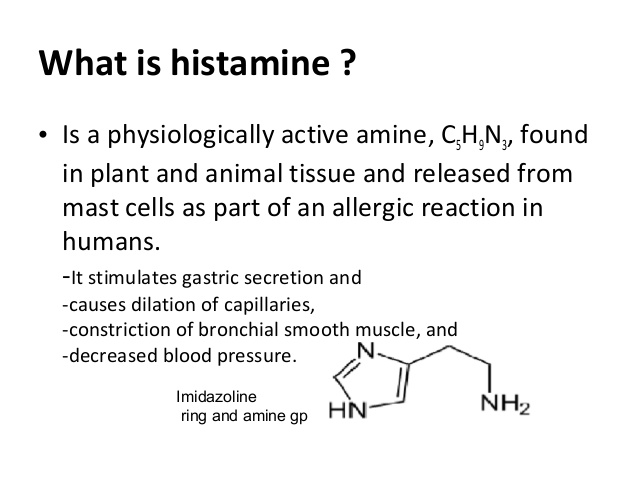 What is histamine ?
• Is a physiologically active amine, C₅H₉N₃, found
in plant and animal tissue and released from
mast cells as part of an allergic reaction in
humans.
-It stimulates gastric secretion and
-causes dilation of capillaries,
-constriction of bronchial smooth muscle, and
-decreased blood pressure.
N
Imidazoline
ring and amine gp
HN
NH₂